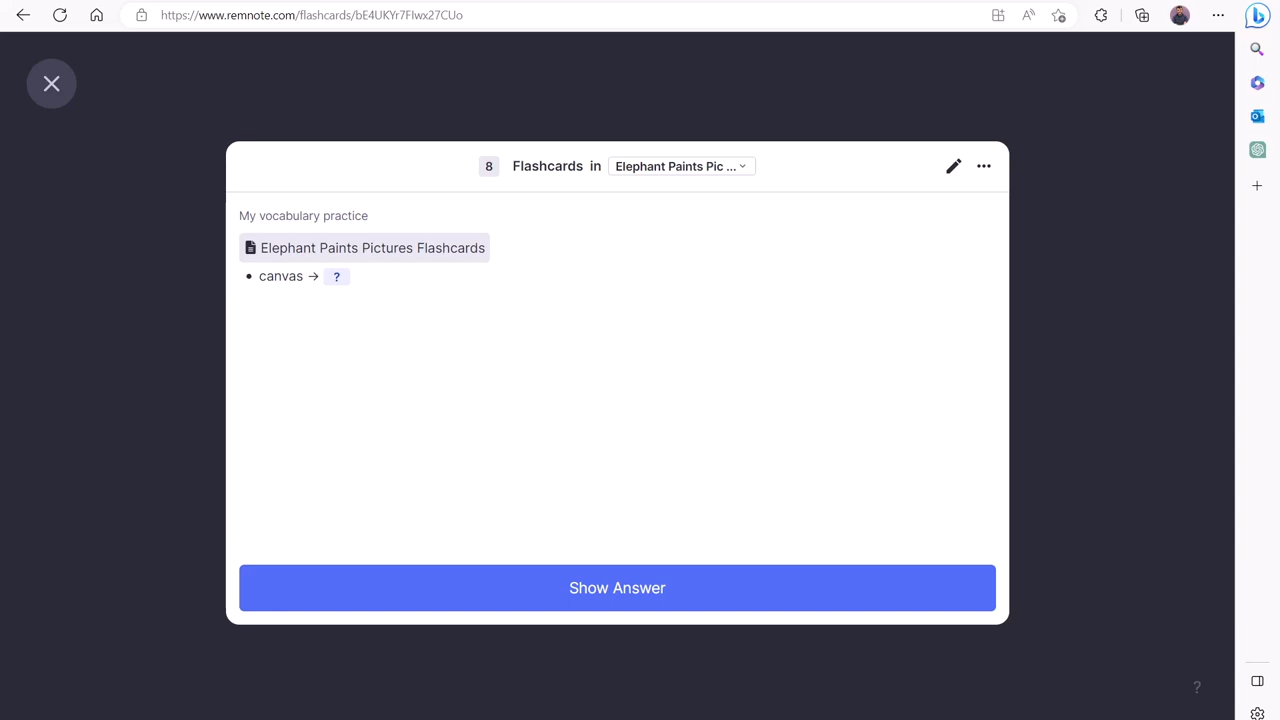 https://www.remnote.com/flashcards/bE4UKYr7Flwx27CUo
8 Flashcards in Elephant Paints Pic ...
My vocabulary practice
Elephant Paints Pictures Flashcards
• canvas → ?
Show Answer
?